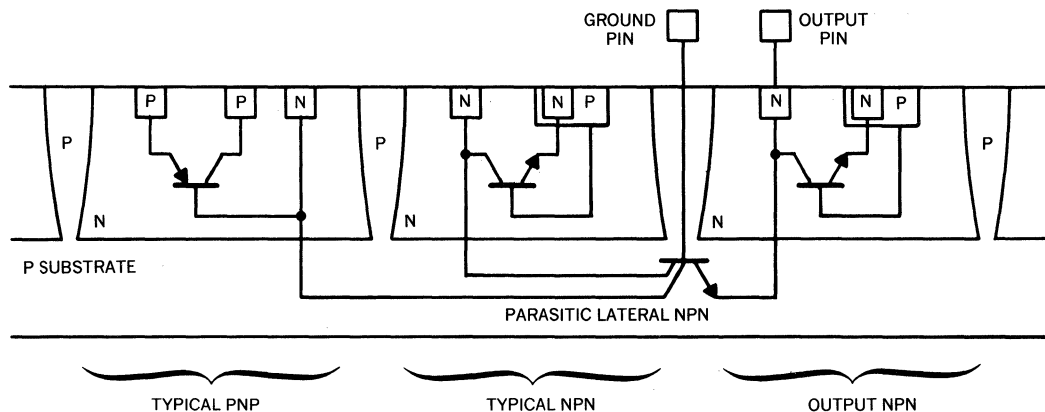 GROUND
PIN
OUTPUT
PIN
P P N N N P N N P
P P P
N N N
P SUBSTRATE
PARASITIC LATERAL NPN
TYPICAL PNP
TYPICAL NPN
OUTPUT NPN